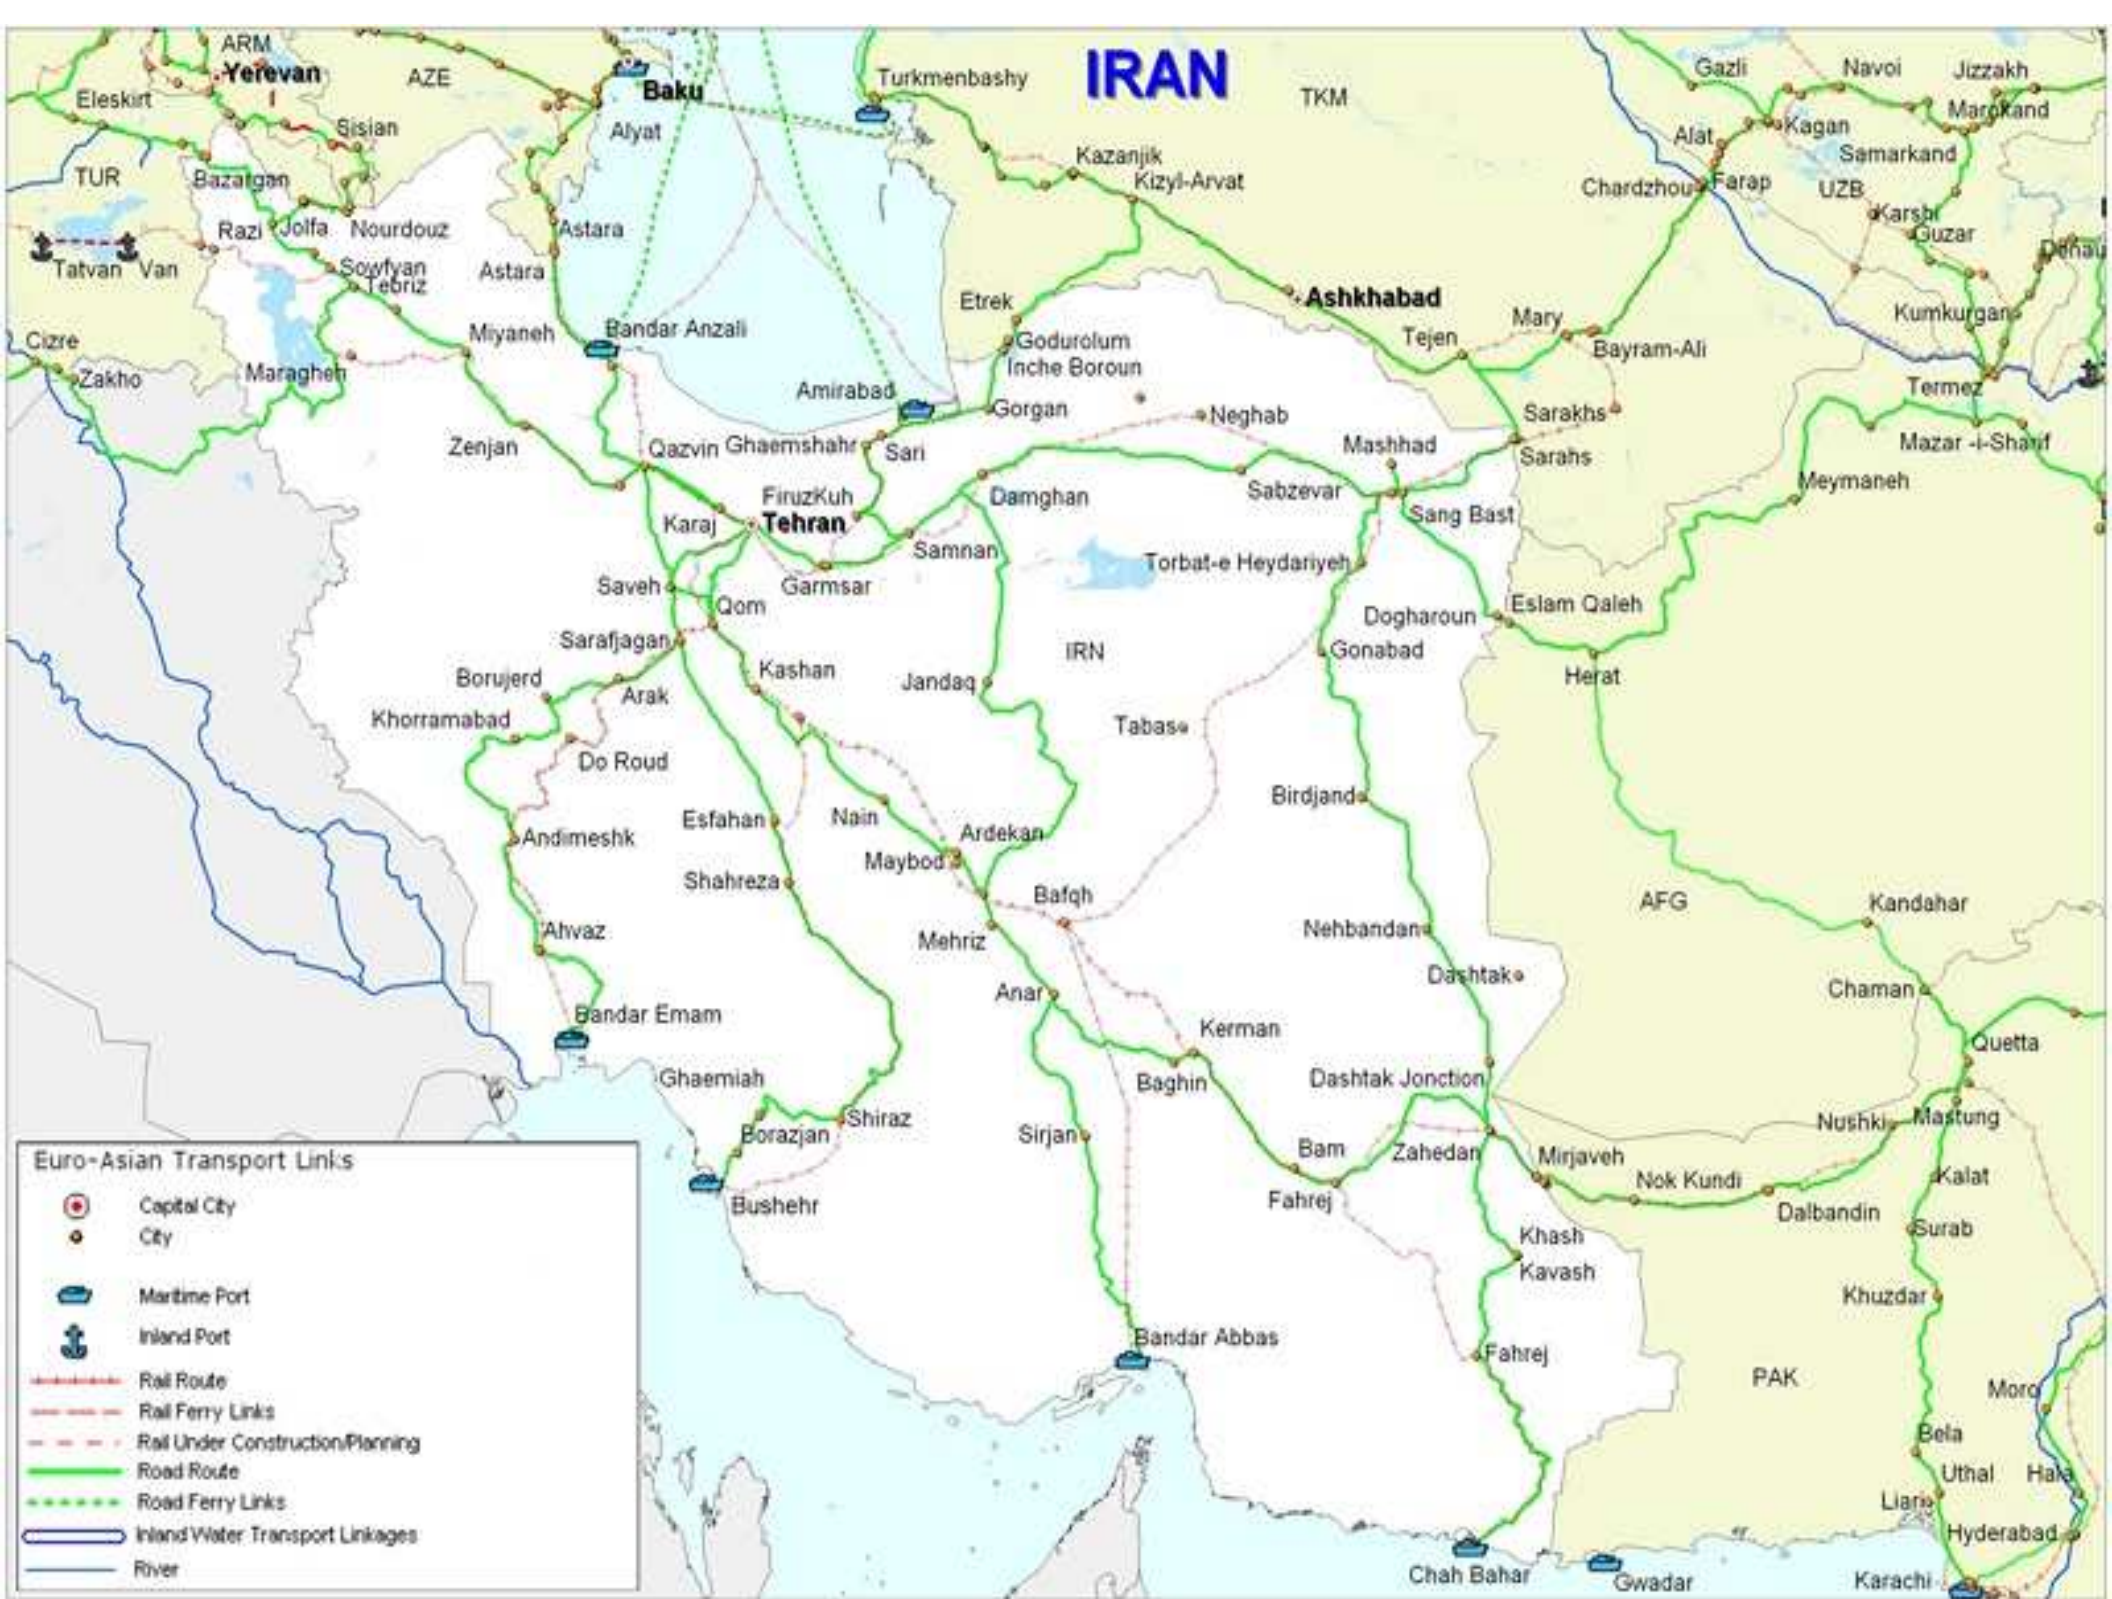 IRAN
ARM
Yerevan
AZE
Baku
Turkmenbashy
TKM
Gazli
Navoi
Jizzakh
Eleskirt
Sisian
Alyat
Kazanjik
Kizyl-Arvat
Alat
Kagan
Marokand
Samarkand
TUR
Bazargan
Chardzhou
Farap
UZB
Karshi
Guzar
Denau
Razi
Jolfa
Nourdouz
Astara
Tatvan
Van
Sowfyan
Tebriz
Astara
Etrek
Ashkhabad
Kumkurgan
Cizre
Zakho
Miyaneh
Bandar Anzali
Godurolum
Inche Boroun
Tejen
Mary
Bayram-Ali
Maragheh
Amirabad
Gorgan
Neghab
Sarakhs
Termez
Zenjan
Qazvin
Ghaemshahr
Sari
Mashhad
Sarahs
Mazar -i-Sharif
Karaj
FiruzKuh
Tehran
Damghan
Sabzevar
Sang Bast
Meymaneh
Samnan
Saveh
Garmsar
Torbat-e Heydariyeh
Qom
Dogharoun
Eslam Qaleh
Sarafjagan
IRN
Gonabad
Herat
Borujerd
Kashan
Jandaq
Arak
Khorramabad
Tabas
Do Roud
Birdjand
Esfahan
Nain
Ardekan
Andimeshk
Maybod
Shahreza
Bafqh
AFG
Kandahar
Ahvaz
Mehriz
Nehbandan
Dashtak
Anar
Chaman
Bandar Emam
Kerman
Quetta
Ghaemiah
Baghin
Dashtak Jonction
Shiraz
Borazjan
Sirjan
Nushki
Mastung
Bam
Zahedan
Mirjaveh
Nok Kundi
Kalat
Bushehr
Fahrej
Dalbandin
Surab
Khash
Kavash
Khuzdar
Bandar Abbas
Fahrej
PAK
Moro
Bela
Uthal
Hala
Liari
Hyderabad
Chah Bahar
Gwadar
Karachi
Euro-Asian Transport Links
Capital City
City
Maritime Port
Inland Port
Rail Route
Rail Ferry Links
Rail Under Construction/Planning
Road Route
Road Ferry Links
Inland Water Transport Linkages
River